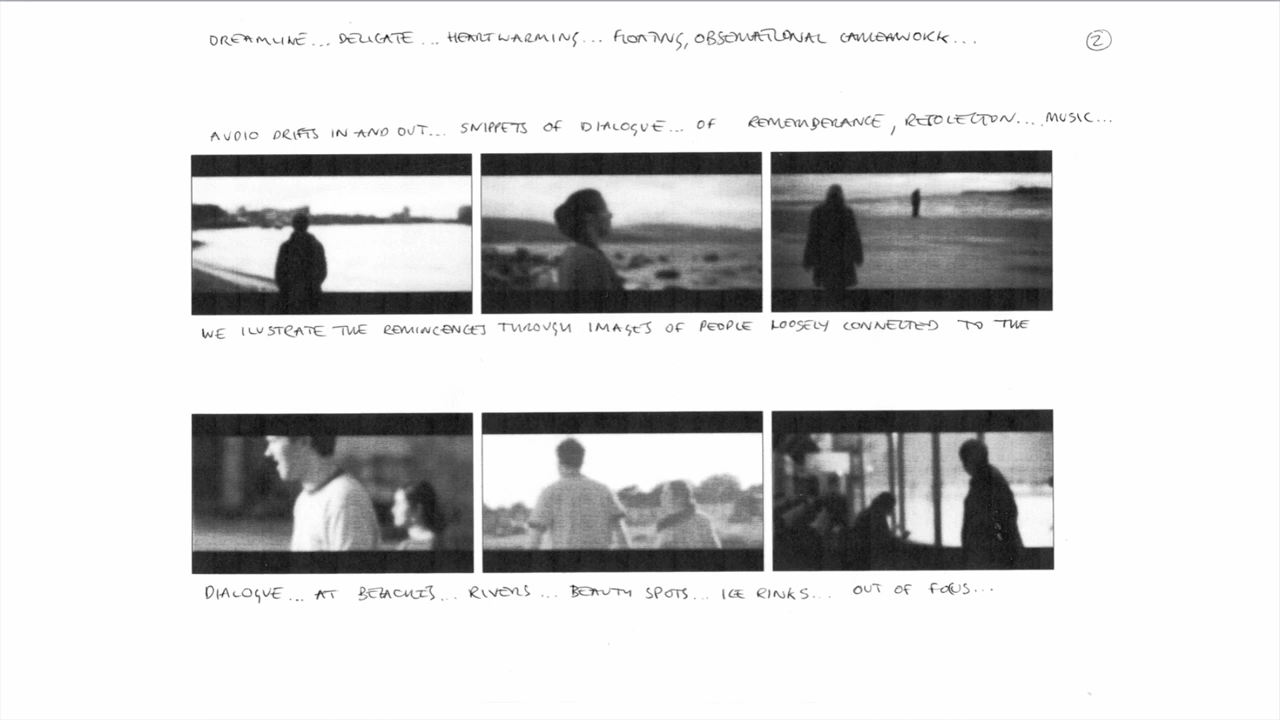 DREAMLIKE... DELICATE... HEARTWARMING... FLOATING, OBSERVATIONAL CAMERAWORK...
②
AUDIO DRIFTS IN AND OUT... SNIPPETS OF DIALOGUE... OF REMEMBERANCE, RECOLECTION... MUSIC...
WE ILUSTRATE THE REMINCENCES THROUGH IMAGES OF PEOPLE LOOSELY CONNECTED TO THE
DIALOGUE... AT BEACHES... RIVERS... BEAUTY SPOTS... ICE RINKS... OUT OF FOCUS...